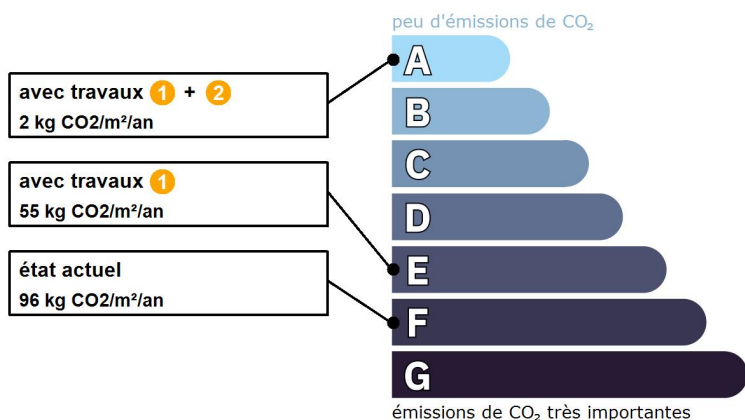 peu d'émissions de CO₂
avec travaux 1 + 2
2 kg CO2/m²/an
avec travaux 1
55 kg CO2/m²/an
état actuel
96 kg CO2/m²/an
A
B
C
D
E
F
G
émissions de CO₂ très importantes